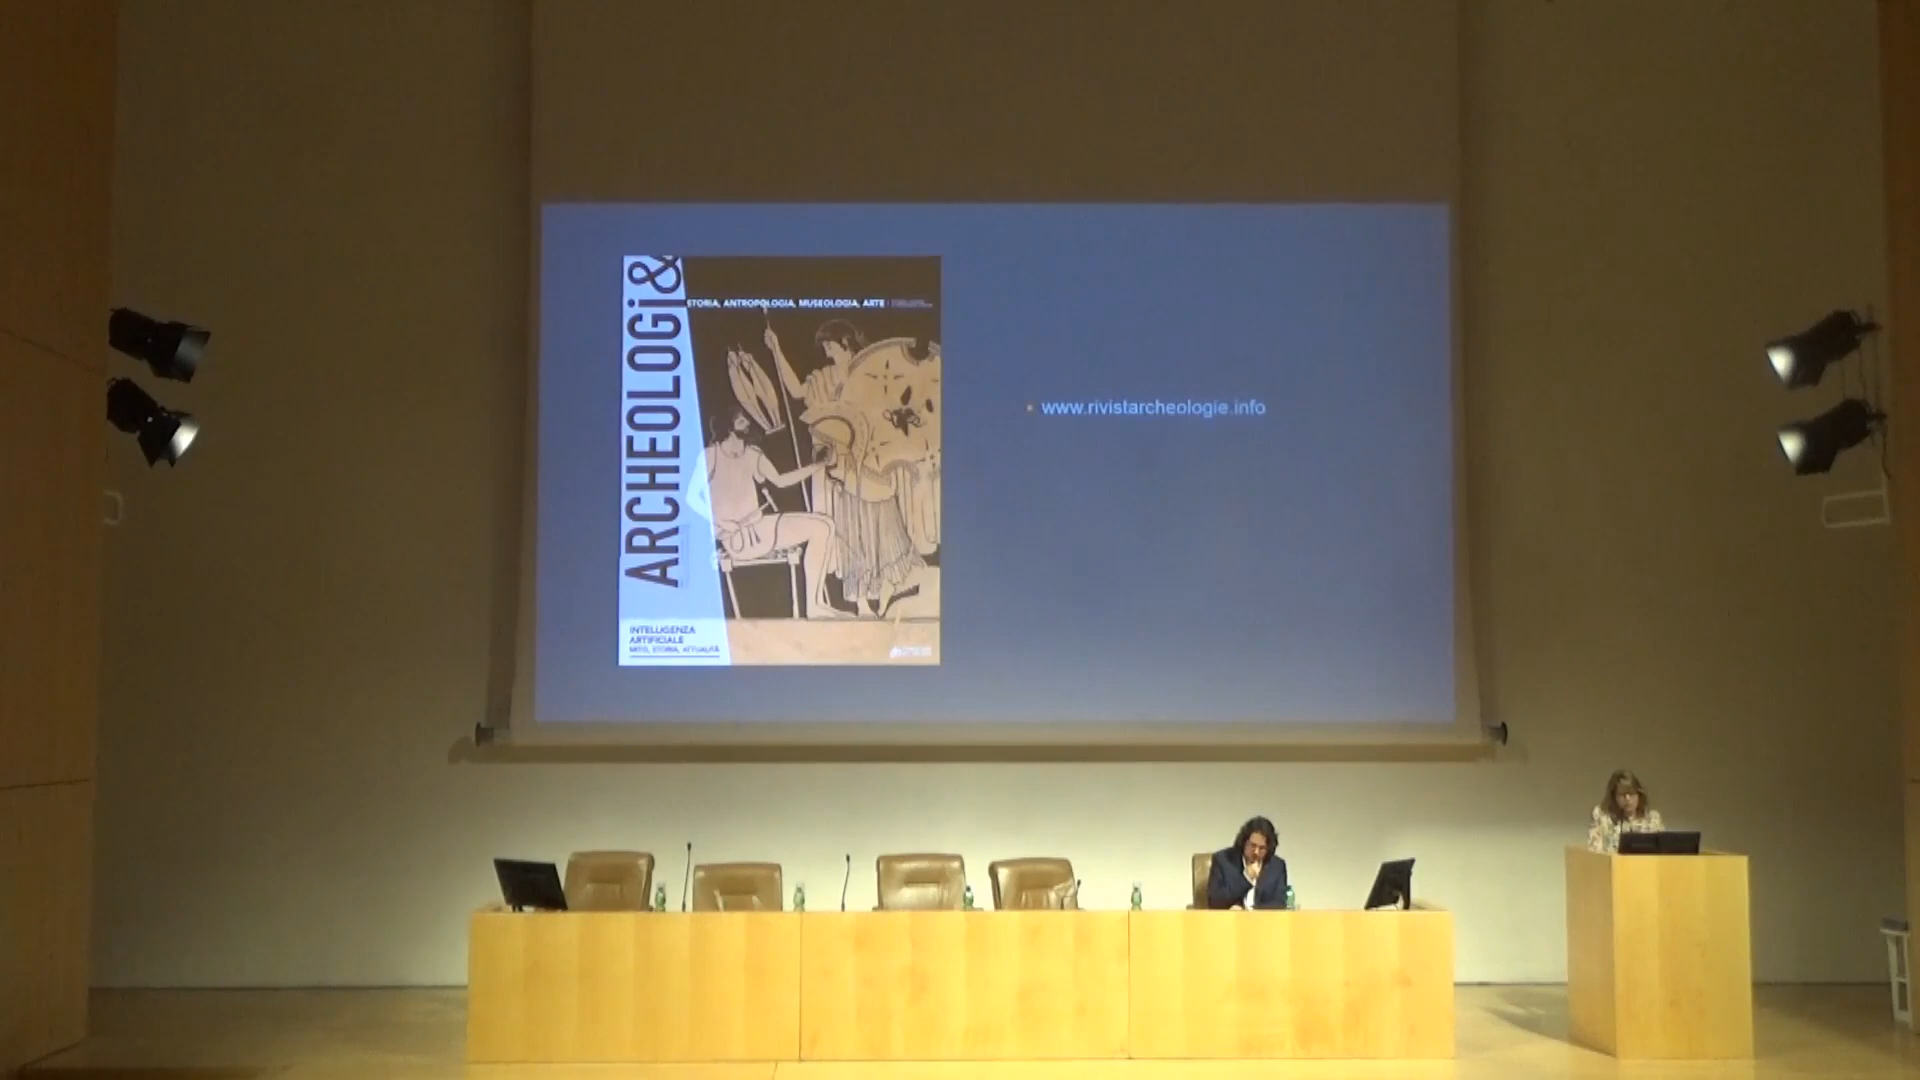 ARCHEOLOGi&
STORIA, ANTROPOLOGIA, MUSEOLOGIA, ARTE
INTELLIGENZA
ARTIFICIALE
MITO, STORIA, ATTUALITÀ
www.rivistarcheologie.info